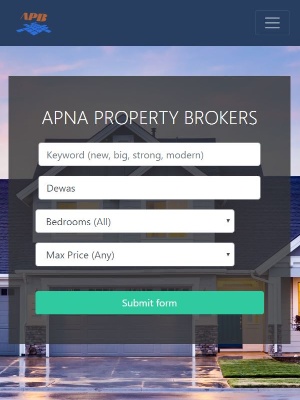 APB
APNA PROPERTY BROKERS
Keyword (new, big, strong, modern)
Dewas
Bedrooms (All)
Max Price (Any)
Submit form